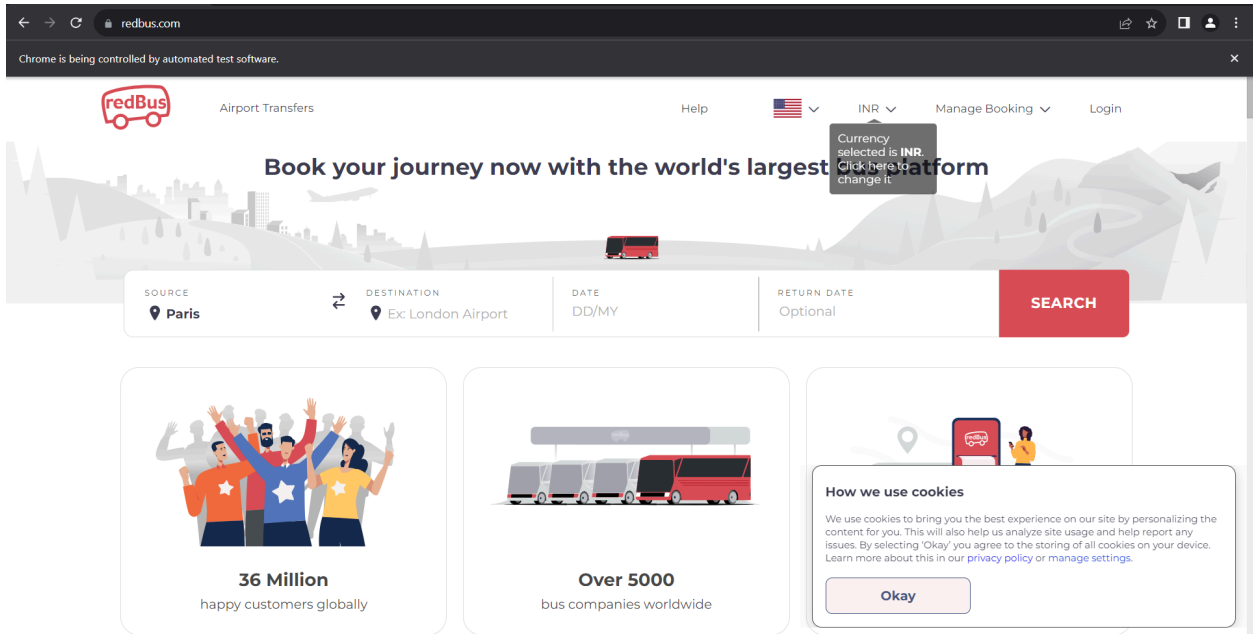 redbus.com
Chrome is being controlled by automated test software.
redBus
Airport Transfers
Help
INR
Manage Booking
Login
Currency
selected is INR.
Click here to
change it
Book your journey now with the world's largest bus platform
SOURCE
Paris
DESTINATION
Ex: London Airport
DATE
DD/MY
RETURN DATE
Optional
SEARCH
redBus
36 Million
happy customers globally
Over 5000
bus companies worldwide
How we use cookies
We use cookies to bring you the best experience on our site by personalizing the
content for you. This will also help us analyze site usage and help report any
issues. By selecting 'Okay' you agree to the storing of all cookies on your device.
Learn more about this in our privacy policy or manage settings.
Okay